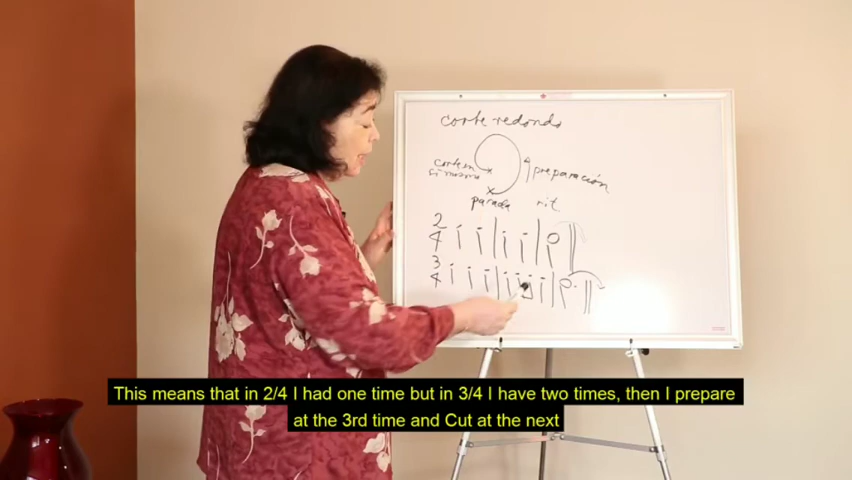 corte redondo
corte en
si mismo
preparación
parada
rit
2
4
3
4
This means that in 2/4 I had one time but in 3/4 I have two times, then I prepare
at the 3rd time and Cut at the next